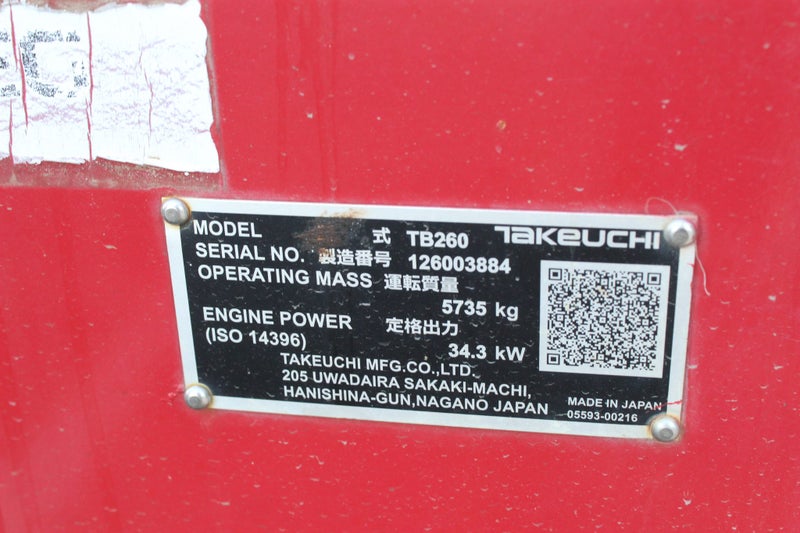 MODEL 式 TB260 TAKEUCHI
SERIAL NO. 製造番号 126003884
OPERATING MASS 運転質量
5735 kg
ENGINE POWER 定格出力
(ISO 14396)
34.3 kW
TAKEUCHI MFG.CO.,LTD.
205 UWADAIRA SAKAKI-MACHI,
HANISHINA-GUN,NAGANO JAPAN
MADE IN JAPAN
05593-00216